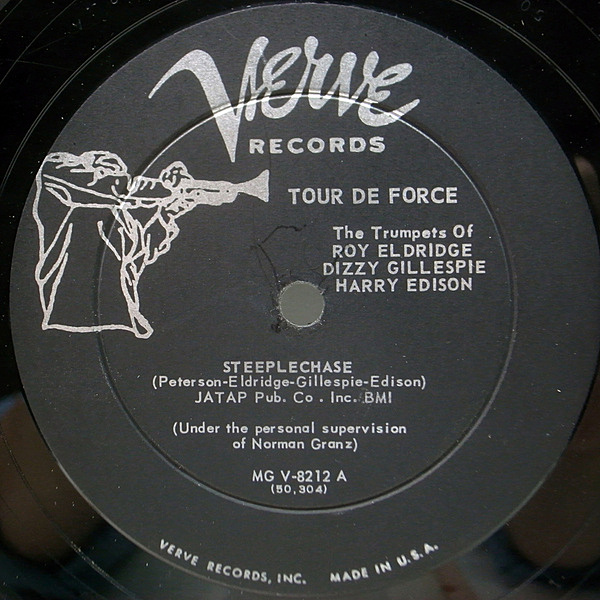 Verve
RECORDS
TOUR DE FORCE
The Trumpets Of
ROY ELDRIDGE
DIZZY GILLESPIE
HARRY EDISON
STEEPLECHASE
(Peterson-Eldridge-Gillespie-Edison)
JATAP Pub. Co . Inc. BMI
(Under the personal supervision
of Norman Granz)
MG V-8212 A
(50,304)
VERVE RECORDS, INC. MADE IN U.S.A.